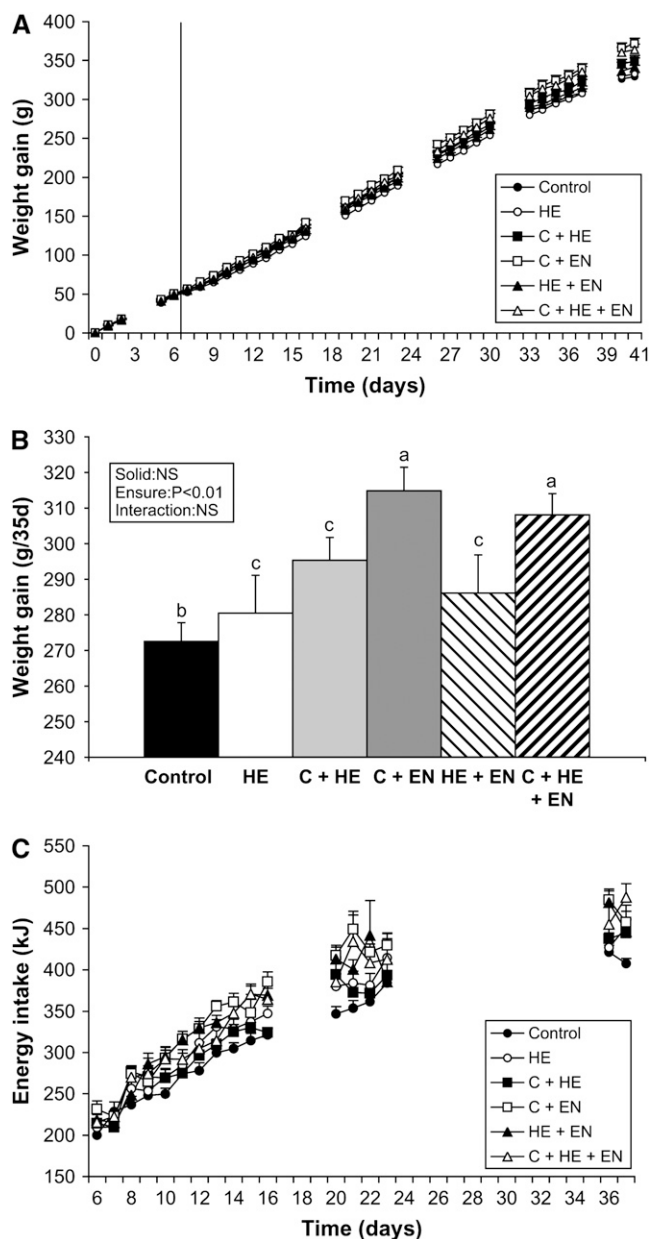 A
400
350
300
250
200
150
100
50
0
Weight gain (g)
Control
HE
C + HE
C + EN
HE + EN
C + HE + EN
0 3 6 9 12 15 18 21 24 27 30 33 36 39 41
Time (days)
B
330
320
310
300
290
280
270
260
250
240
Weight gain (g/35d)
Solid:NS
Ensure:P<0.01
Interaction:NS
b
c
c
a
c
a
Control HE C + HE C + EN HE + EN C + HE
+ EN
C
550
500
450
400
350
300
250
200
150
Energy intake (kJ)
Control
HE
C + HE
C + EN
HE + EN
C + HE + EN
6 8 10 12 14 16 18 20 22 24 26 28 30 32 34 36
Time (days)